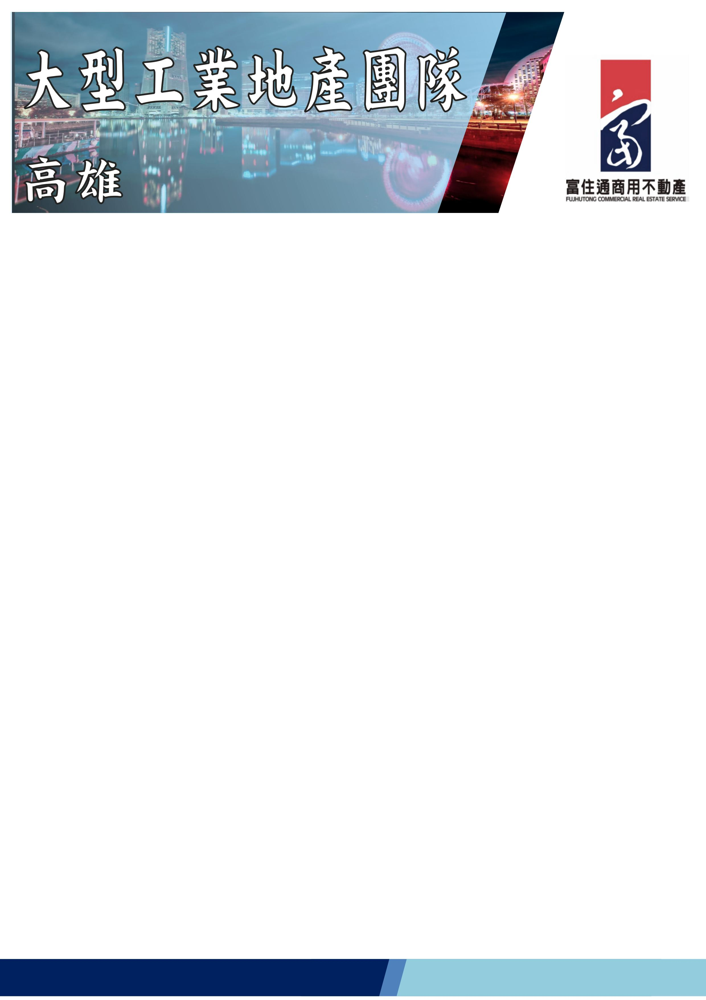 大型工業地產團隊
高雄
富
富住通商用不動產
FUJHUTONG COMMERCIAL REAL ESTATE SERVICE